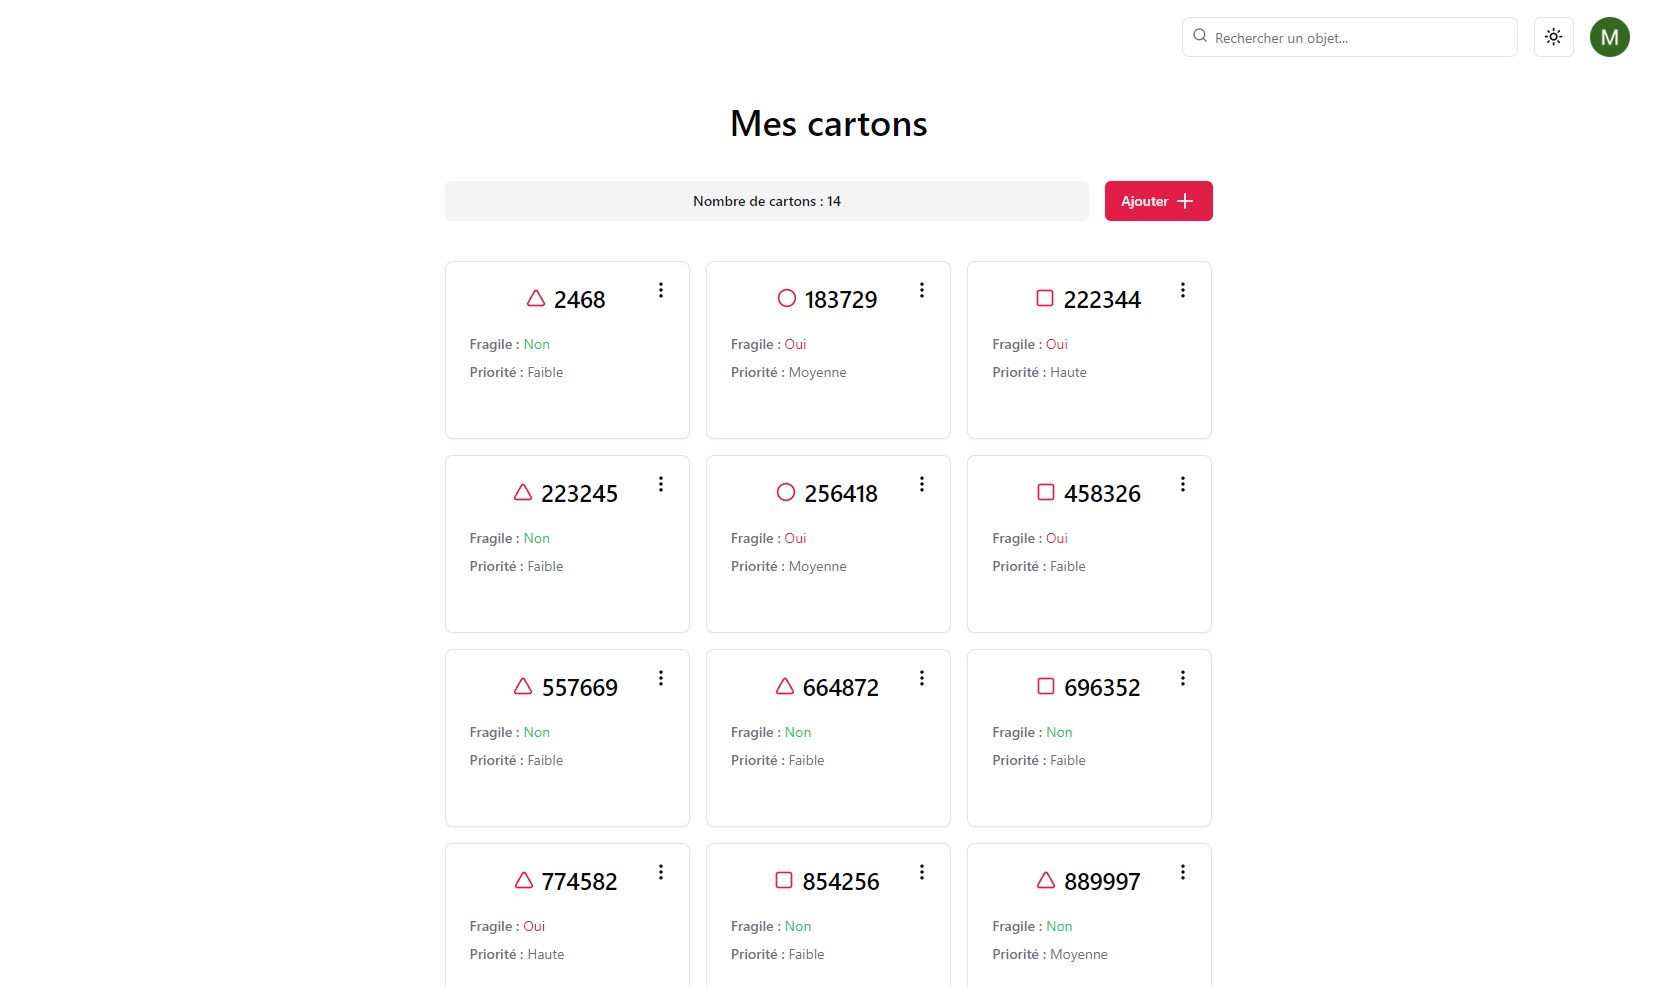 Rechercher un objet...
M
Mes cartons
Nombre de cartons : 14
Ajouter
2468
Fragile : Non
Priorité : Faible
183729
Fragile : Oui
Priorité : Moyenne
222344
Fragile : Oui
Priorité : Haute
223245
Fragile : Non
Priorité : Faible
256418
Fragile : Oui
Priorité : Moyenne
458326
Fragile : Oui
Priorité : Faible
557669
Fragile : Non
Priorité : Faible
664872
Fragile : Non
Priorité : Faible
696352
Fragile : Non
Priorité : Faible
774582
Fragile : Oui
Priorité : Haute
854256
Fragile : Non
Priorité : Faible
889997
Fragile : Non
Priorité : Moyenne